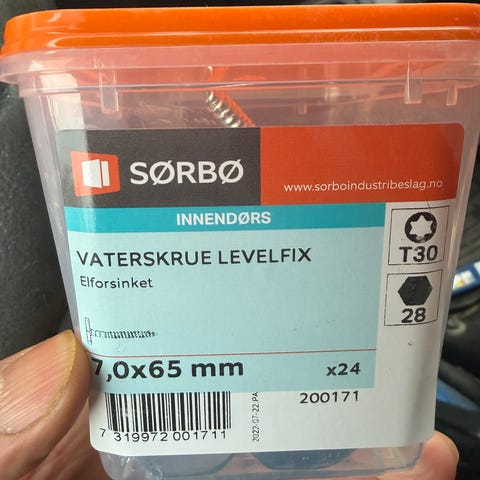 SØRBØ
www.sorboindustribeslag.no
INNENDØRS
VATERSKRUE LEVELFIX
Elforsinket
T30
28
7,0x65 mm
x24
200171
7 319972 001711
2022-07-22:PA